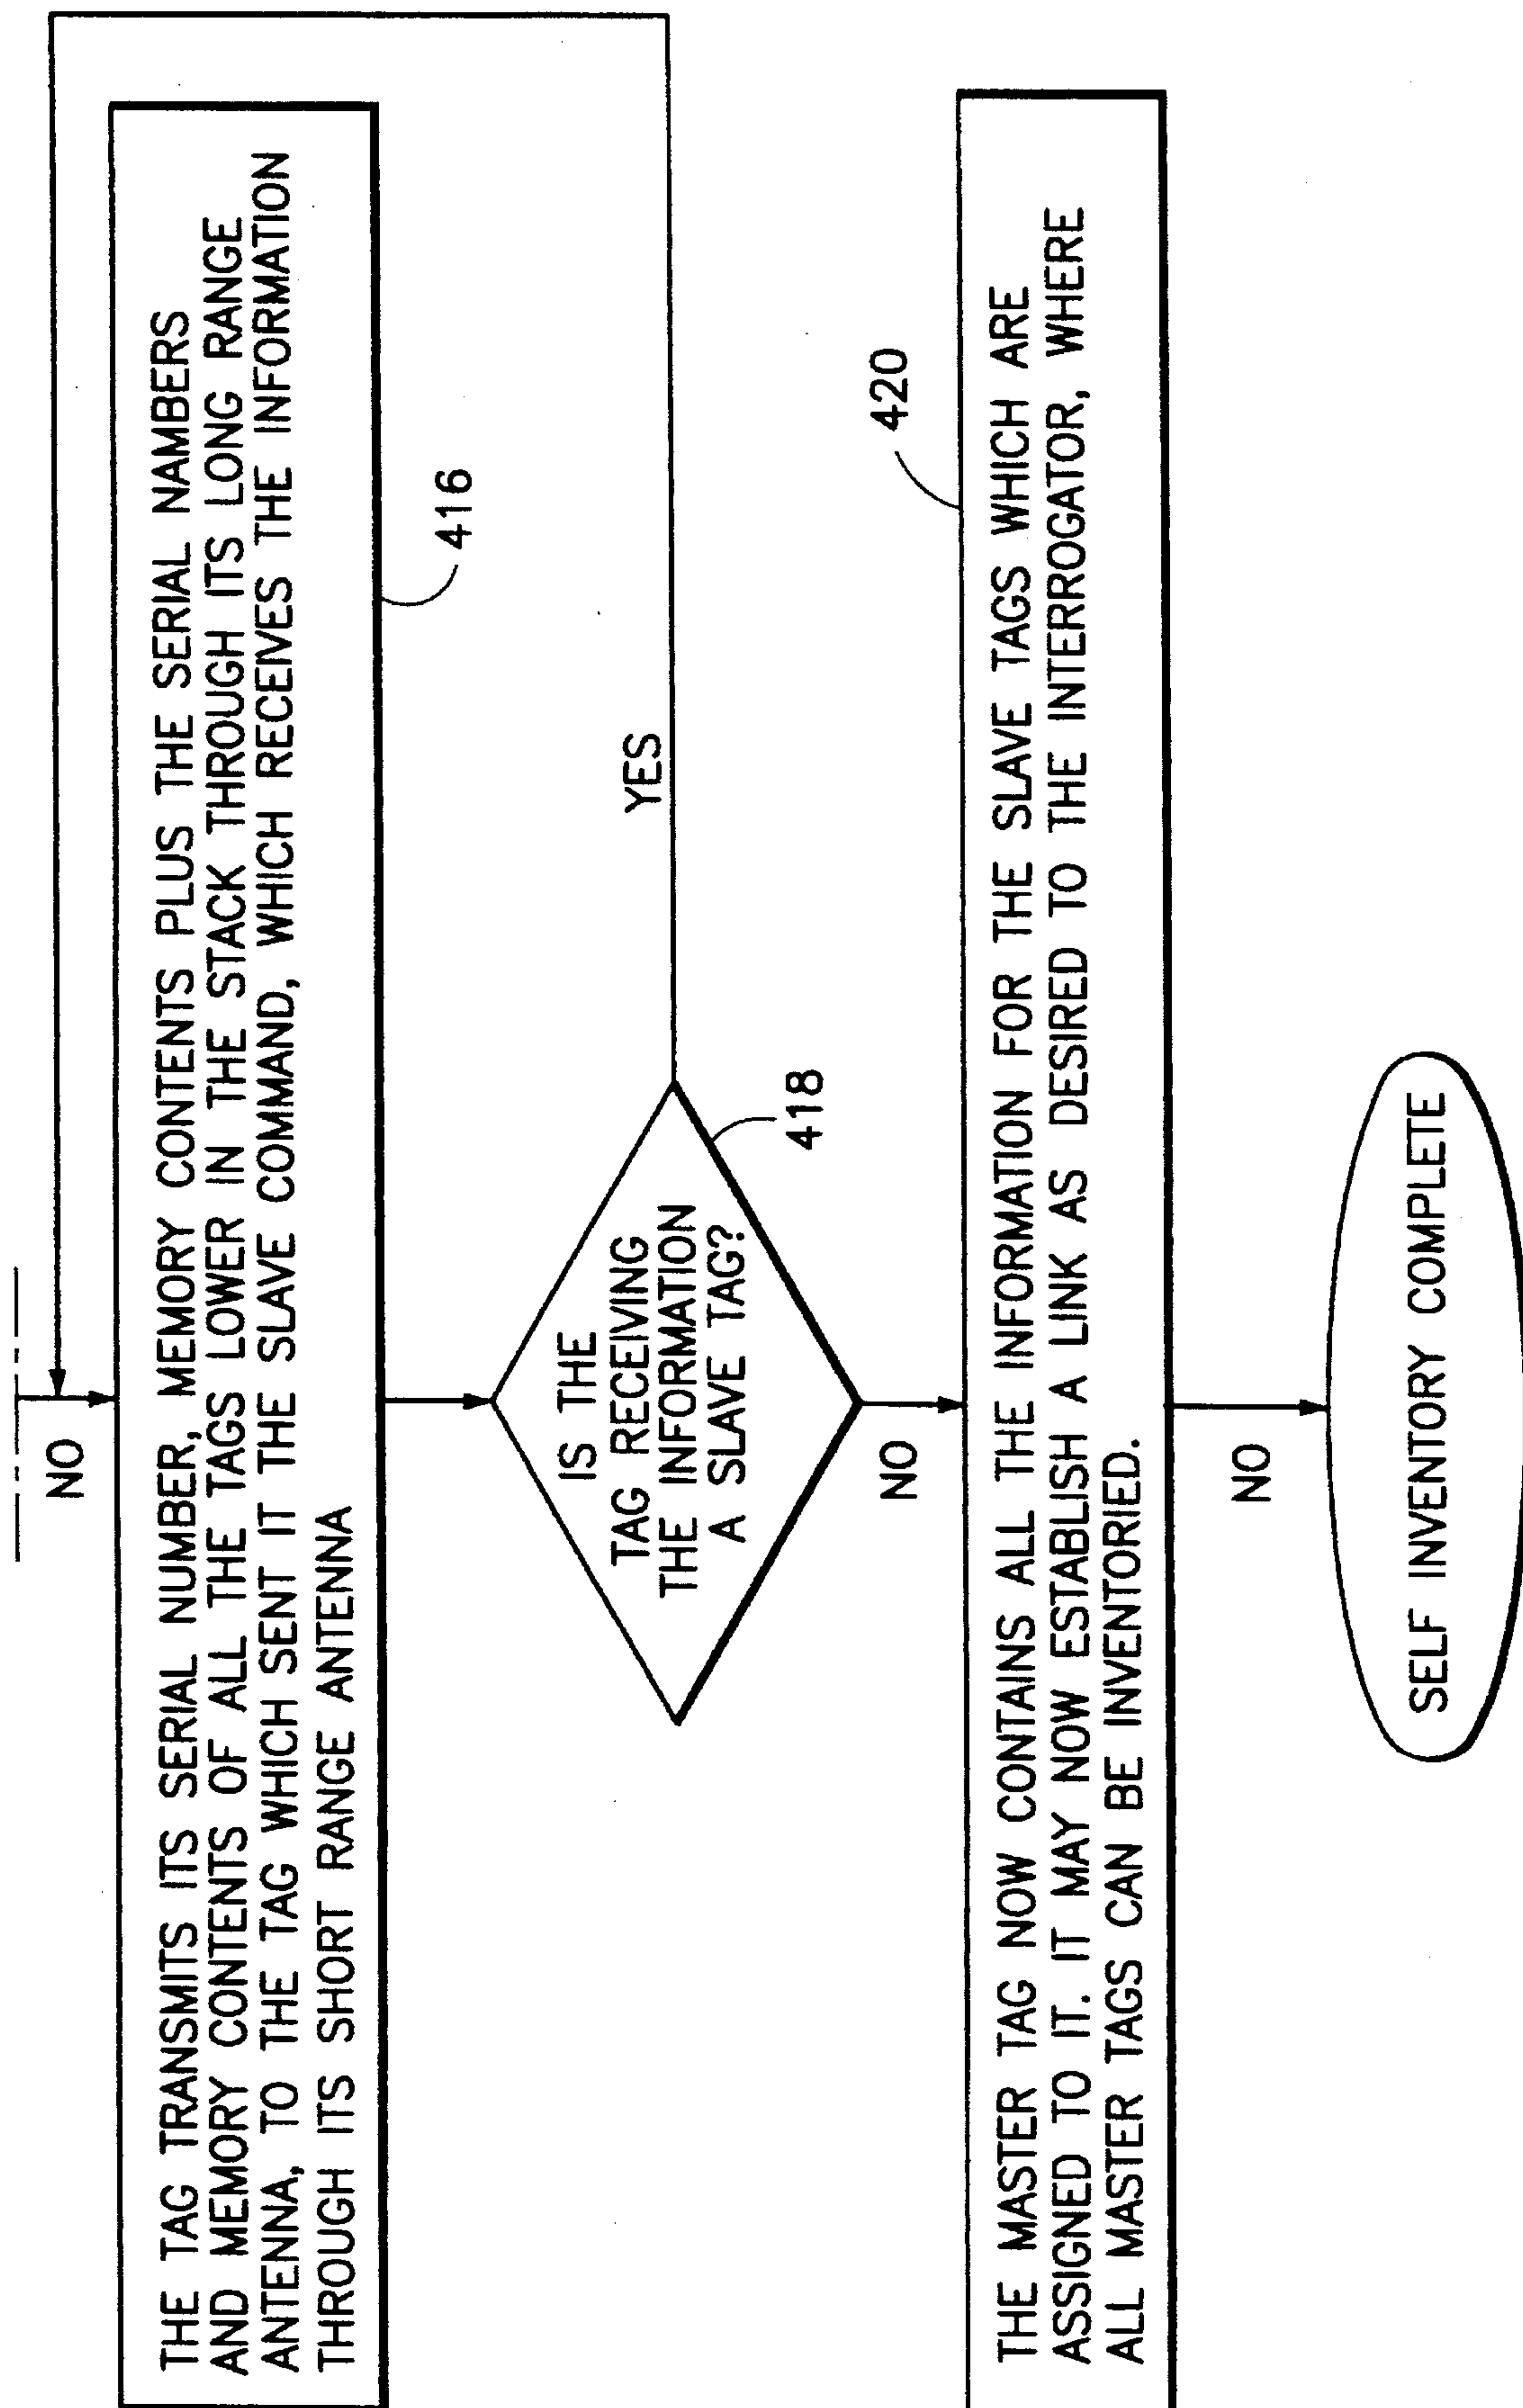 NO
THE TAG TRANSMITS ITS SERIAL NUMBER, MEMORY CONTENTS PLUS THE SERIAL NAMBERS
AND MEMORY CONTENTS OF ALL THE TAGS LOWER IN THE STACK THROUGH ITS LONG RANGE
ANTENNA, TO THE TAG WHICH SENT IT THE SLAVE COMMAND, WHICH RECEIVES THE INFORMATION
THROUGH ITS SHORT RANGE ANTENNA
416
IS THE
TAG RECEIVING
THE INFORMATION
A SLAVE TAG?
YES
418
NO
420
THE MASTER TAG NOW CONTAINS ALL THE INFORMATION FOR THE SLAVE TAGS WHICH ARE
ASSIGNED TO IT. IT MAY NOW ESTABLISH A LINK AS DESIRED TO THE INTERROGATOR, WHERE
ALL MASTER TAGS CAN BE INVENTORIED.
NO
SELF INVENTORY COMPLETE